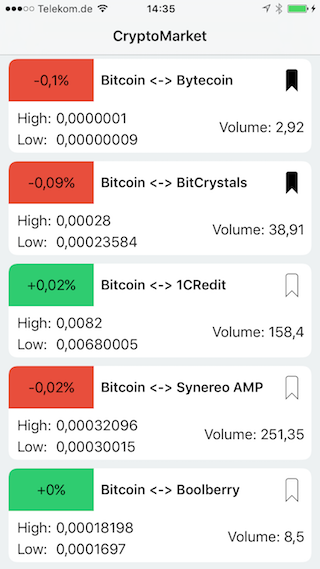 Telekom.de 14:35
CryptoMarket
-0,1% Bitcoin <-> Bytecoin
High: 0,0000001
Low: 0,00000009
Volume: 2,92
-0,09% Bitcoin <-> BitCrystals
High: 0,00028
Low: 0,00023584
Volume: 38,91
+0,02% Bitcoin <-> 1CRedit
High: 0,0082
Low: 0,00680005
Volume: 158,4
-0,02% Bitcoin <-> Synereo AMP
High: 0,00032096
Low: 0,00030015
Volume: 251,35
+0% Bitcoin <-> Boolberry
High: 0,00018198
Low: 0,0001697
Volume: 8,5